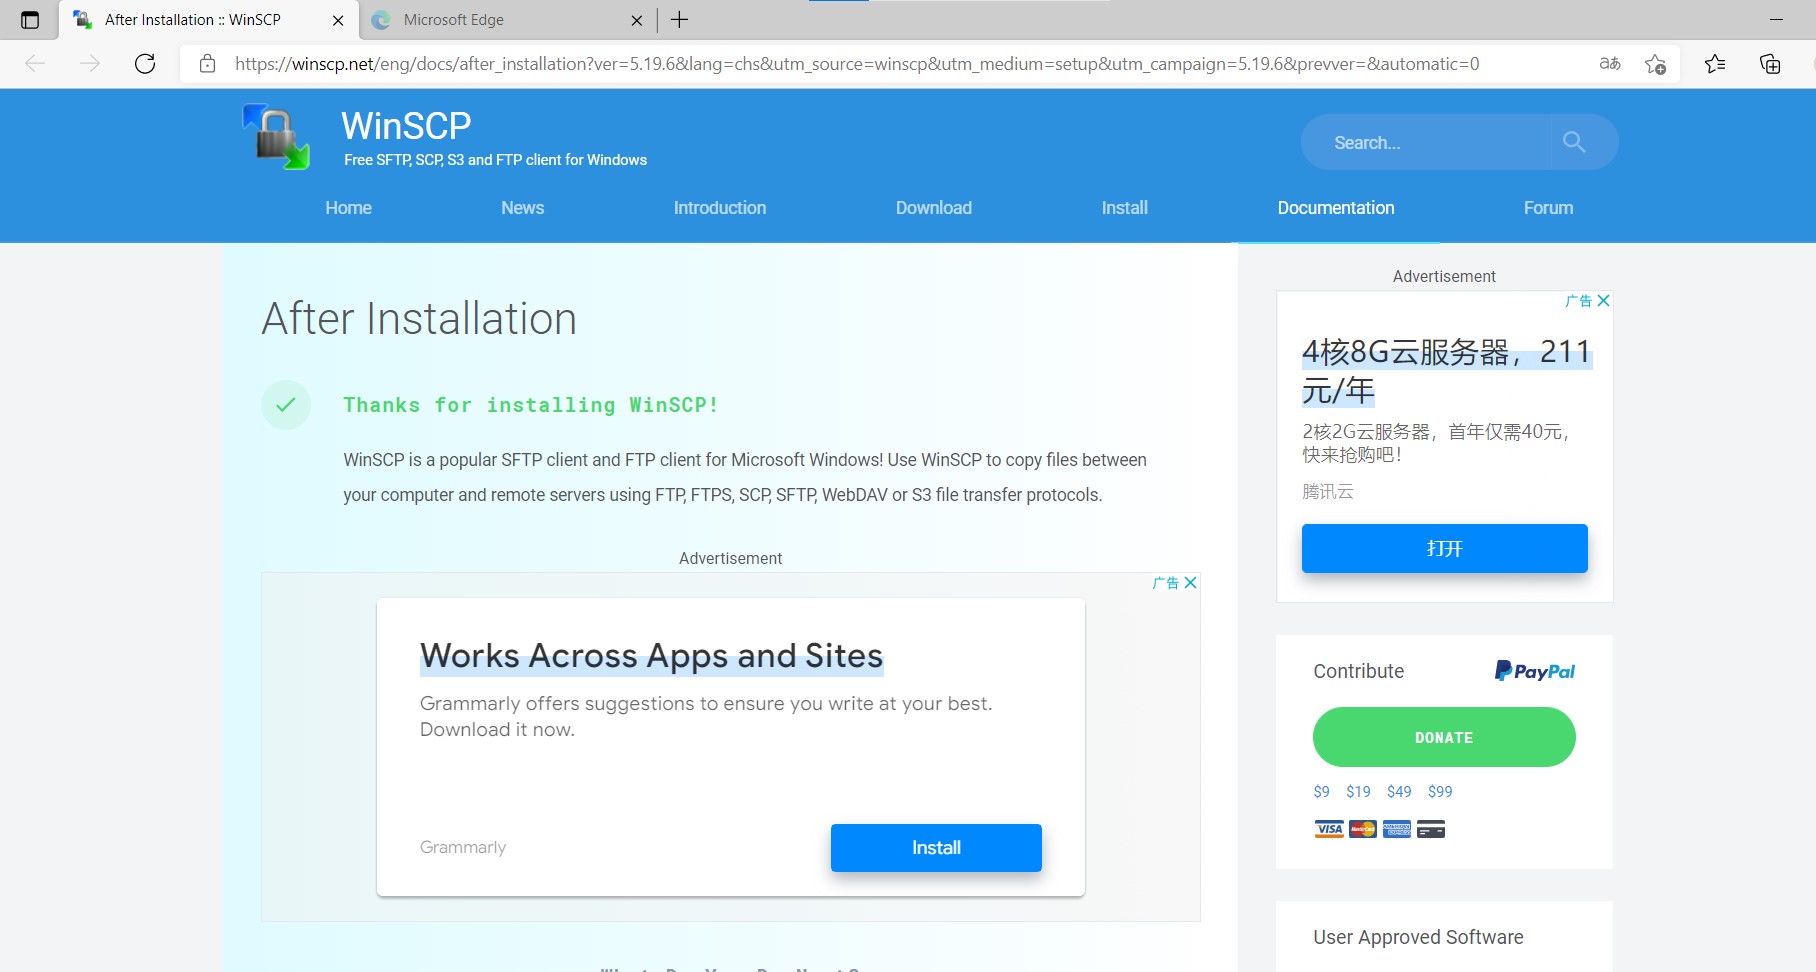 After Installation :: WinSCP
Microsoft Edge
https://winscp.net/eng/docs/after_installation?ver=5.19.6&lang=chs&utm_source=winscp&utm_medium=setup&utm_campaign=5.19.6&prevver=&automatic=0
WinSCP
Free SFTP, SCP, S3 and FTP client for Windows
Search...
Home
News
Introduction
Download
Install
Documentation
Forum
After Installation
Thanks for installing WinSCP!
WinSCP is a popular SFTP client and FTP client for Microsoft Windows! Use WinSCP to copy files between
your computer and remote servers using FTP, FTPS, SCP, SFTP, WebDAV or S3 file transfer protocols.
Advertisement
广告
Works Across Apps and Sites
Grammarly offers suggestions to ensure you write at your best.
Download it now.
Grammarly
Install
Advertisement
广告
4核8G云服务器，211
元/年
2核2G云服务器，首年仅需40元，
快来抢购吧！
腾讯云
打开
Contribute
PayPal
DONATE
$9 $19 $49 $99
VISA
User Approved Software